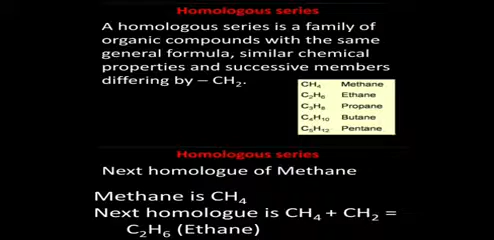 Homologous series
A homologous series is a family of
organic compounds with the same
general formula, similar chemical
properties and successive members
differing by – CH₂.
CH₄ Methane
C₂H₆ Ethane
C₃H₈ Propane
C₄H₁₀ Butane
C₅H₁₂ Pentane
Homologous series
Next homologue of Methane
Methane is CH₄
Next homologue is CH₄ + CH₂ =
C₂H₆ (Ethane)